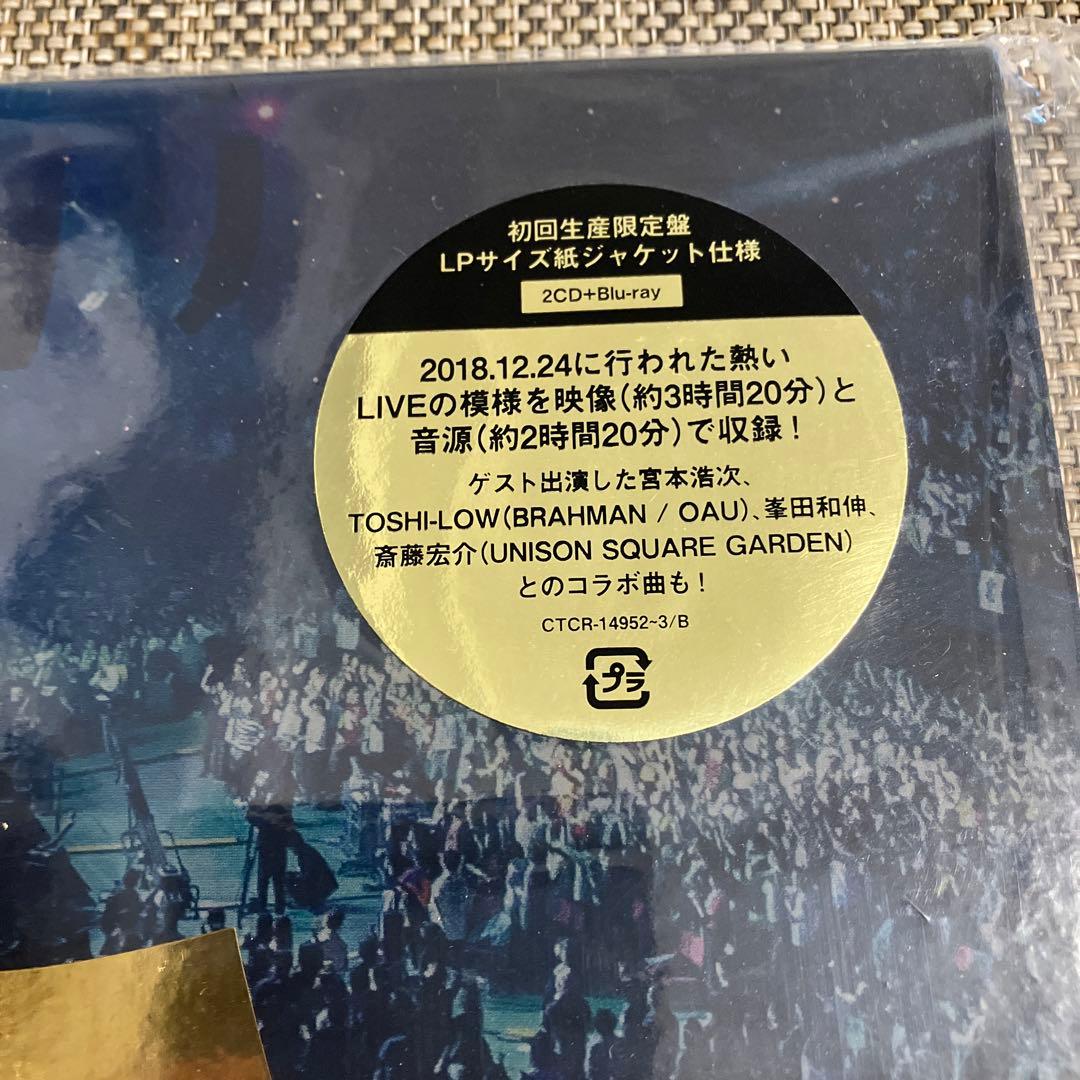 初回生産限定盤
LPサイズ紙ジャケット仕様
2CD+Blu-ray
2018.12.24に行われた熱い
LIVEの模様を映像(約3時間20分)と
音源(約2時間20分)で収録!
ゲスト出演した宮本浩次、
TOSHI-LOW(BRAHMAN / OAU)、峯田和伸、
斎藤宏介(UNISON SQUARE GARDEN)
とのコラボ曲も!
CTCR-14952~3/B
プラ